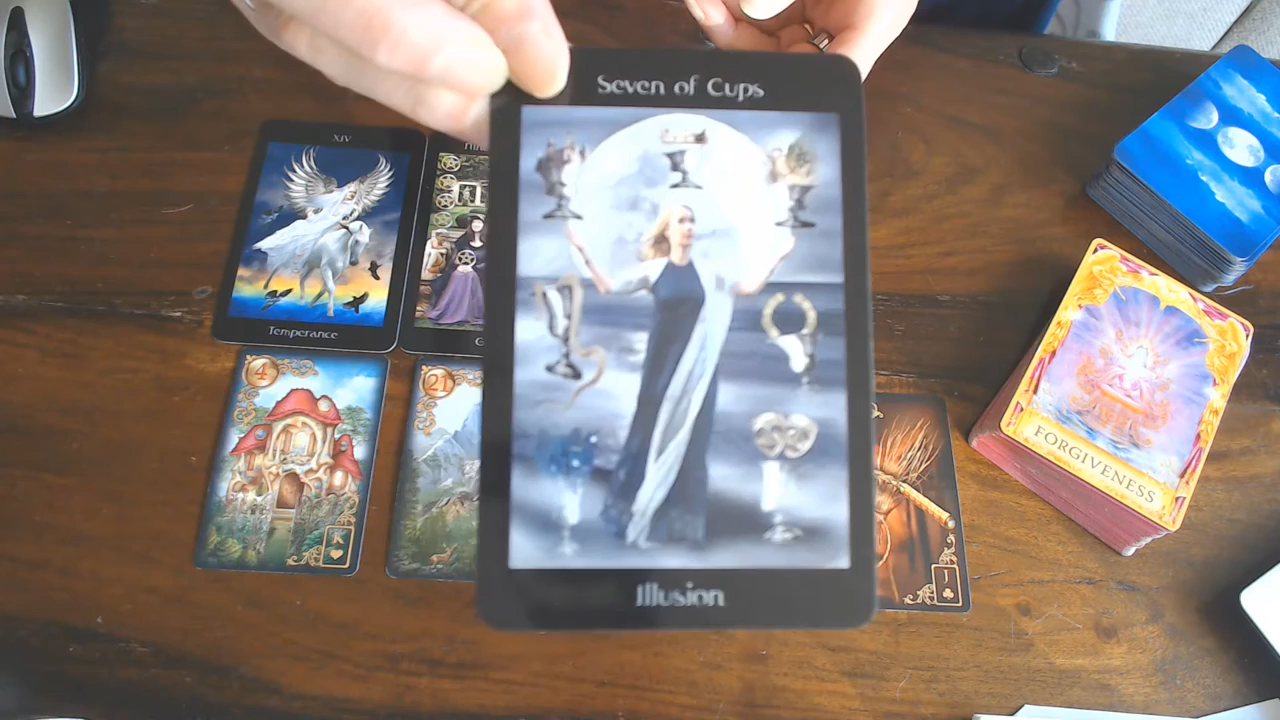 Seven of Cups
Illusion
XIV
Temperance
4
K
21
J
FORGIVENESS